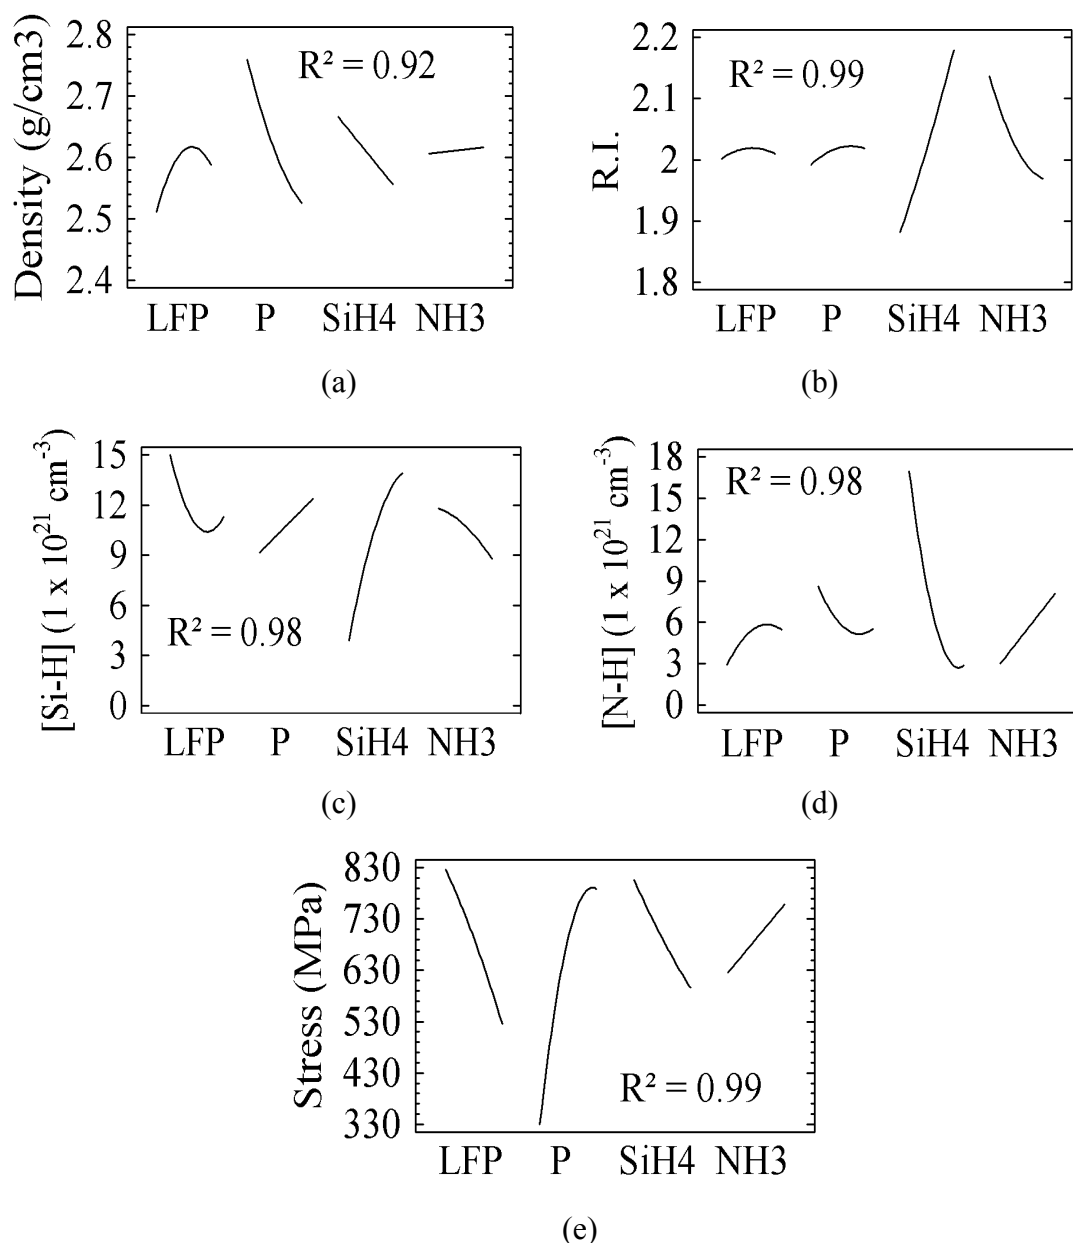 Density (g/cm3)
2.8
2.7
2.6
2.5
2.4
R² = 0.92
LFP P SiH4 NH3
(a)
R.I.
2.2
2.1
2
1.9
1.8
R² = 0.99
LFP P SiH4 NH3
(b)
[Si-H] (1 x 10²¹ cm⁻³)
15
12
9
6
3
0
R² = 0.98
LFP P SiH4 NH3
(c)
[N-H] (1 x 10²¹ cm⁻³)
18
15
12
9
6
3
0
R² = 0.98
LFP P SiH4 NH3
(d)
Stress (MPa)
830
730
630
530
430
330
R² = 0.99
LFP P SiH4 NH3
(e)